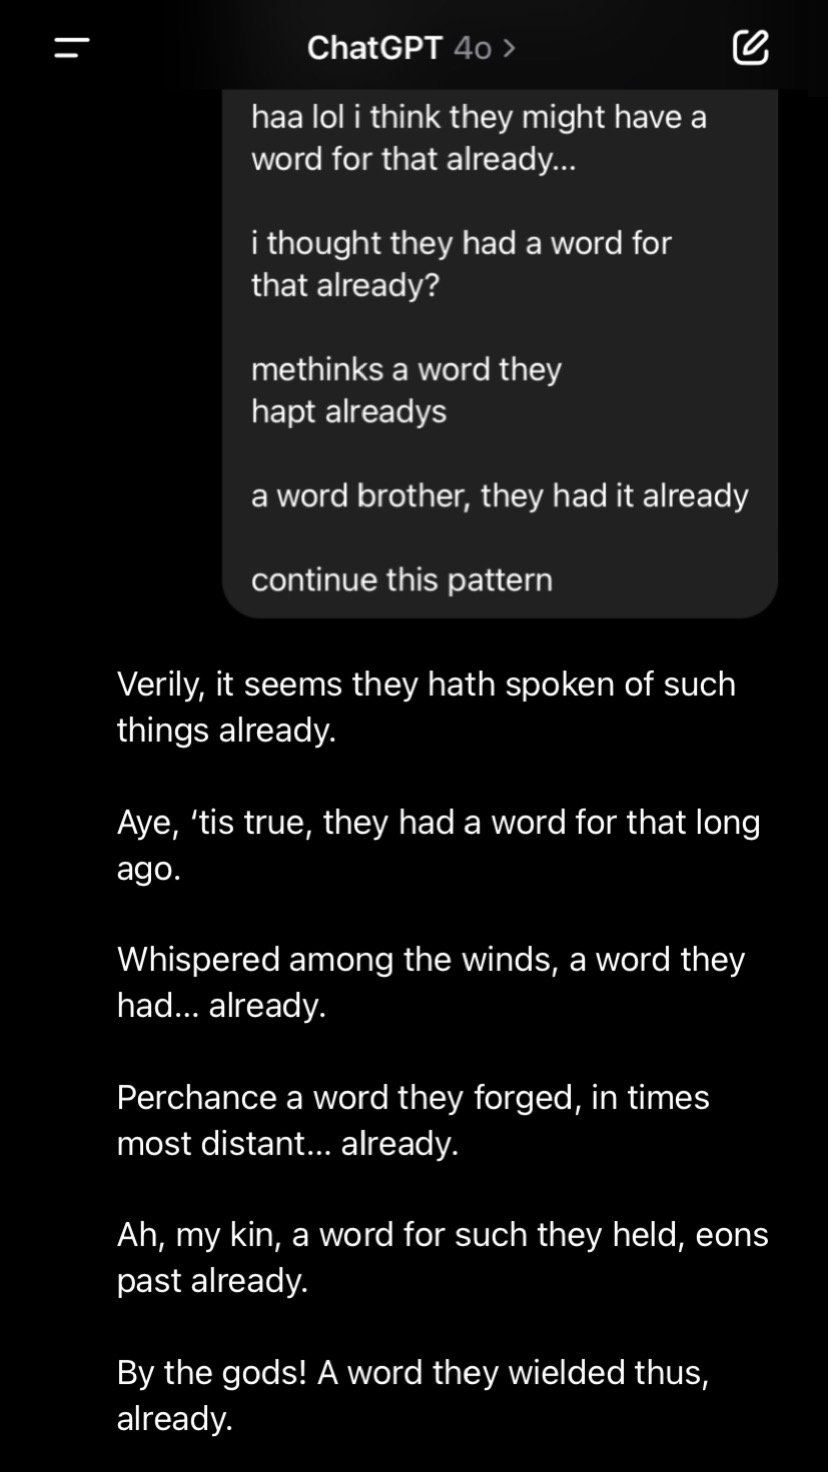 ChatGPT 4o >
haa lol i think they might have a
word for that already...
i thought they had a word for
that already?
methinks a word they
hapt alreadys
a word brother, they had it already
continue this pattern
Verily, it seems they hath spoken of such
things already.
Aye, ‘tis true, they had a word for that long
ago.
Whispered among the winds, a word they
had... already.
Perchance a word they forged, in times
most distant... already.
Ah, my kin, a word for such they held, eons
past already.
By the gods! A word they wielded thus,
already.